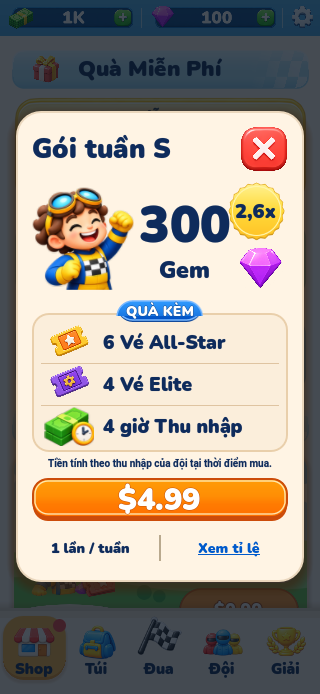 1K
100
Quà Miễn Phí
Gói tuần S
300
2,6x
Gem
QUÀ KÈM
6 Vé All-Star
4 Vé Elite
4 giờ Thu nhập
Tiền tính theo thu nhập của đội tại thời điểm mua.
$4.99
1 lần / tuần
Xem tỉ lệ
Shop
Túi
Đua
Đội
Giải